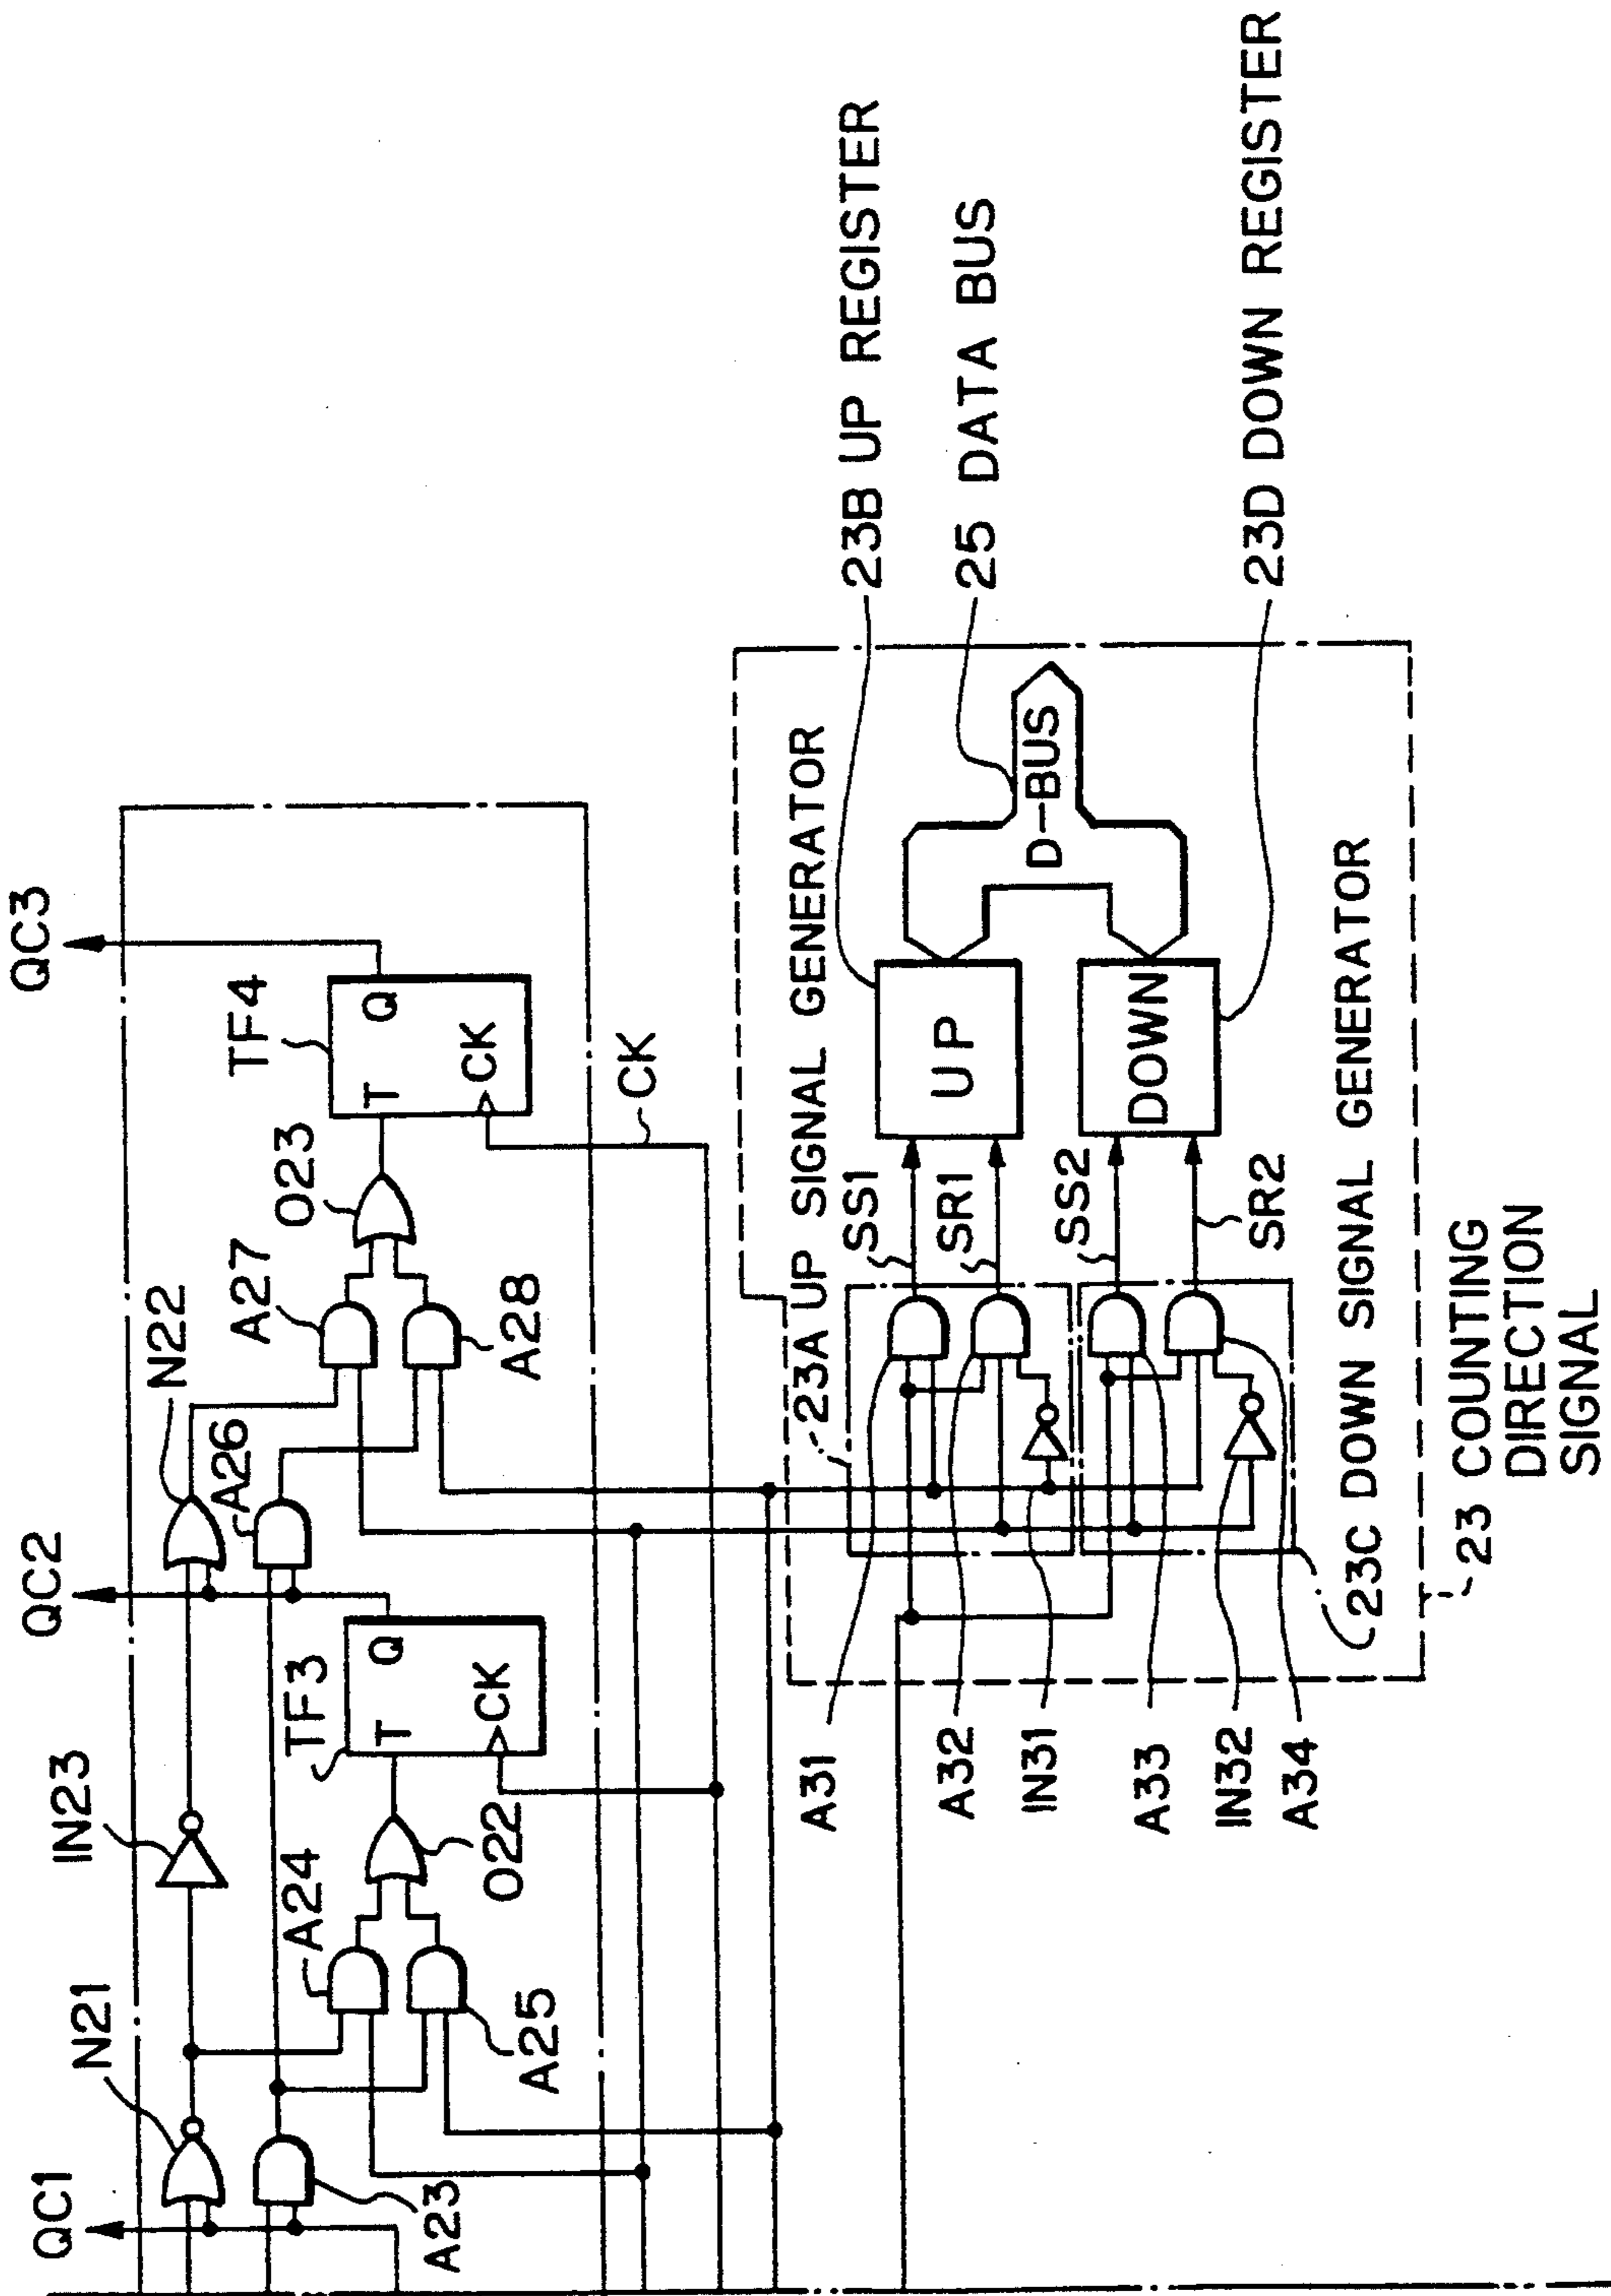 QC1
QC2
QC3
N21
IN23
N22
A26
A23
A24
A25
A27
A28
O22
O23
TF3
T
Q
CK
TF4
T
Q
CK
CK
23A UP SIGNAL GENERATOR
SS1
SR1
SS2
SR2
UP
DOWN
D-BUS
23B UP REGISTER
25 DATA BUS
23D DOWN REGISTER
A31
A32
IN31
A33
IN32
A34
23C DOWN SIGNAL GENERATOR
23 COUNTING
DIRECTION
SIGNAL